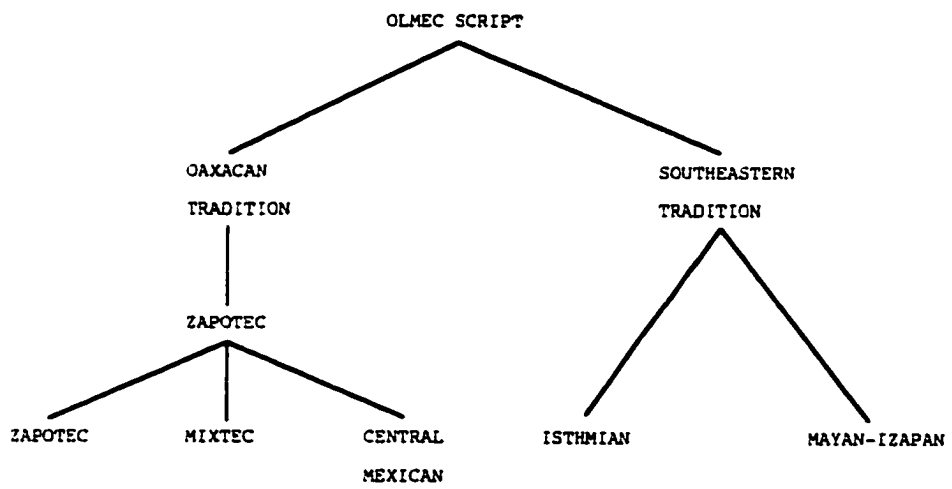 OLMEC SCRIPT
OAXACAN
TRADITION
SOUTHEASTERN
TRADITION
ZAPOTEC
ZAPOTEC
MIXTEC
CENTRAL
MEXICAN
ISTHMIAN
MAYAN-IZAPAN